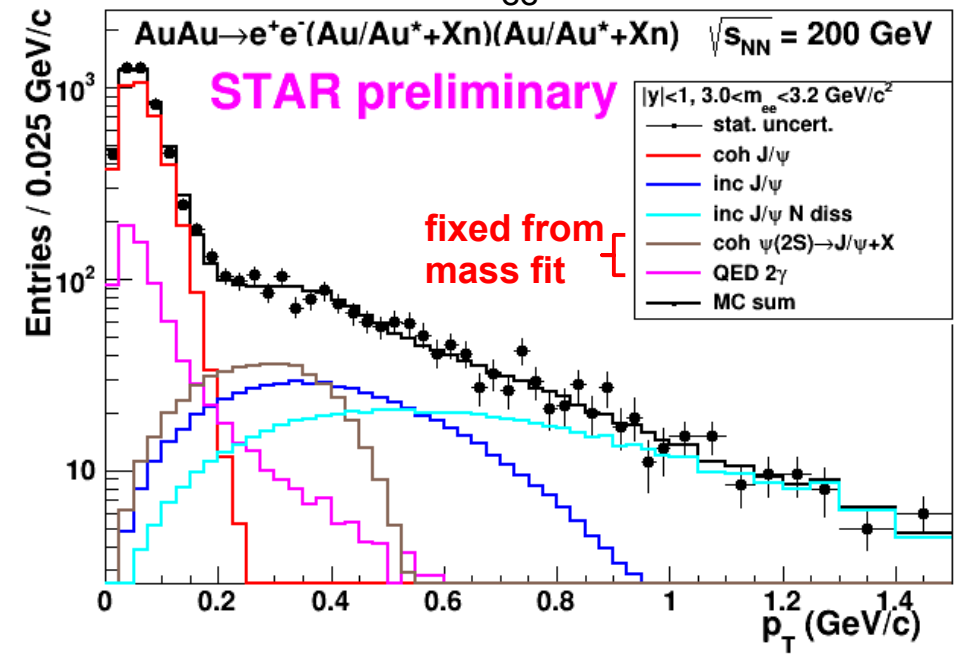 AuAu→e⁺e⁻(Au/Au*+Xn)(Au/Au*+Xn) √sNN = 200 GeV
STAR preliminary
|y|<1, 3.0<mee<3.2 GeV/c²
stat. uncert.
coh J/ψ
inc J/ψ
inc J/ψ N diss
coh ψ(2S)→J/ψ+X
QED 2γ
MC sum
fixed from
mass fit
Entries / 0.025 GeV/c
10³
10²
10
0 0.2 0.4 0.6 0.8 1 1.2 1.4
pT (GeV/c)